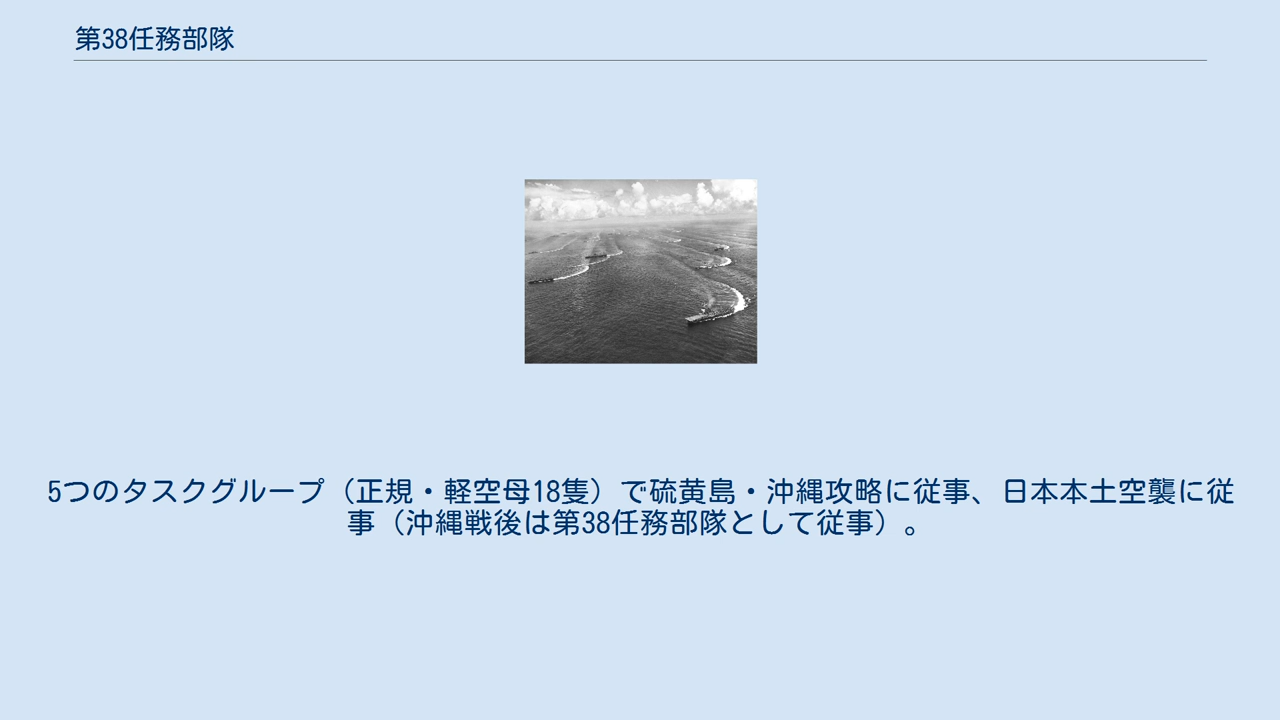 第38任務部隊
5つのタスクグループ（正規・軽空母18隻）で硫黄島・沖縄攻略に従事、日本本土空襲に従
事（沖縄戦後は第38任務部隊として従事）。